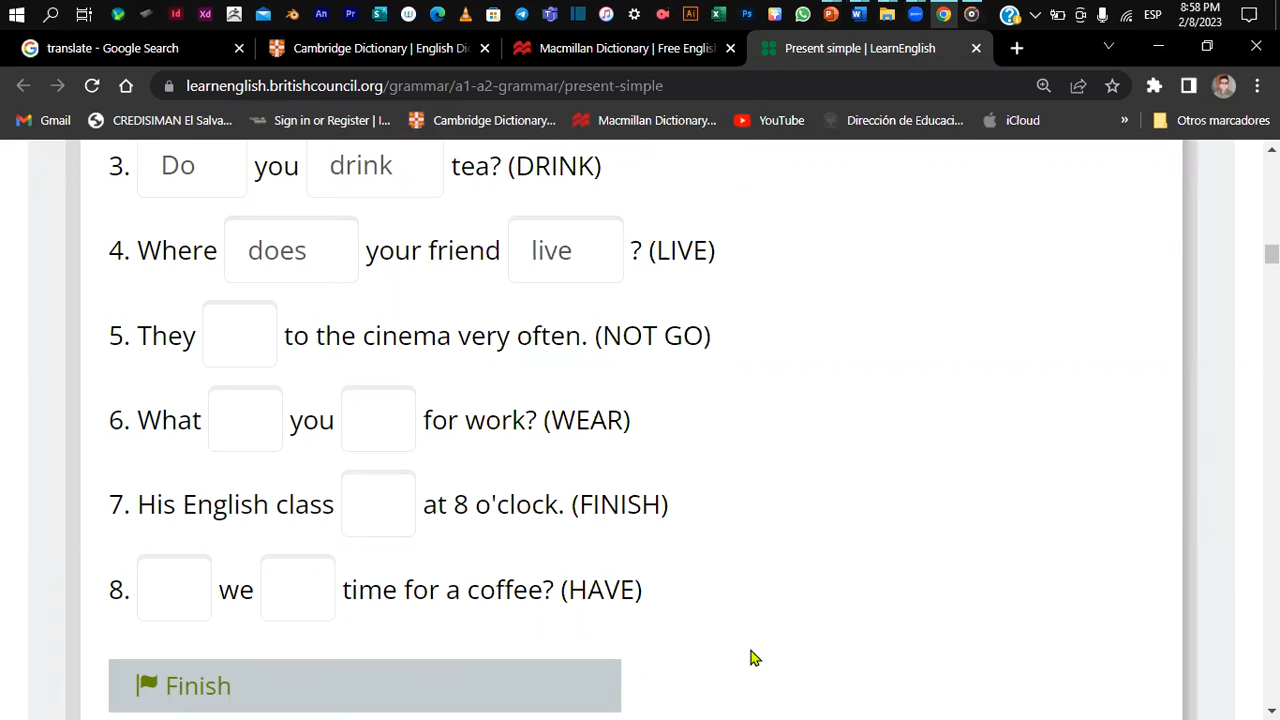 8:58 PM
ESP
2/8/2023
translate - Google Search
Cambridge Dictionary | English Di
Macmillan Dictionary | Free Englis
Present simple | LearnEnglish
learnenglish.britishcouncil.org/grammar/a1-a2-grammar/present-simple
Gmail
CREDISIMAN El Salva...
Sign in or Register | I...
Cambridge Dictionary...
Macmillan Dictionary...
YouTube
Dirección de Educaci...
iCloud
»
Otros marcadores
3. Do you drink tea? (DRINK)
4. Where does your friend live ? (LIVE)
5. They to the cinema very often. (NOT GO)
6. What you for work? (WEAR)
7. His English class at 8 o'clock. (FINISH)
8. we time for a coffee? (HAVE)
Finish